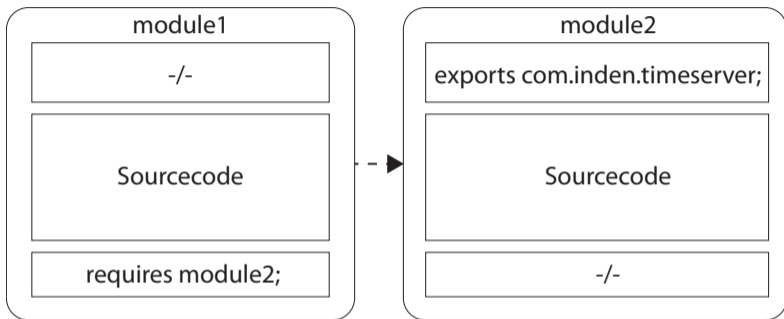 module1
-/-
Sourcecode
requires module2;
module2
exports com.inden.timeserver;
Sourcecode
-/-